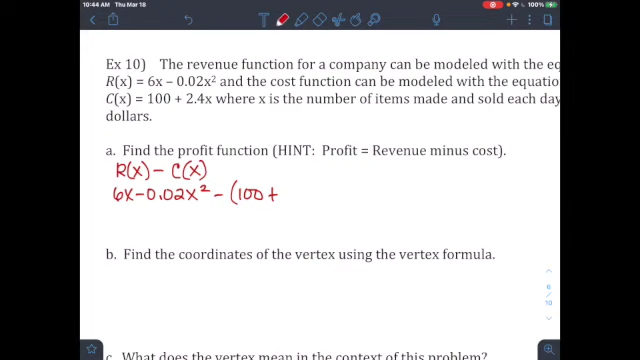 10:44 AM Thu Mar 18
100%
Ex 10) The revenue function for a company can be modeled with the eq
R(x) = 6x – 0.02x² and the cost function can be modeled with the equatio
C(x) = 100 + 2.4x where x is the number of items made and sold each day
dollars.
a. Find the profit function (HINT: Profit = Revenue minus cost).
R(x) – C(x)
6x – 0.02x² – (100 +
b. Find the coordinates of the vertex using the vertex formula.
6
/
10
c. What does the vertex mean in the context of this problem?